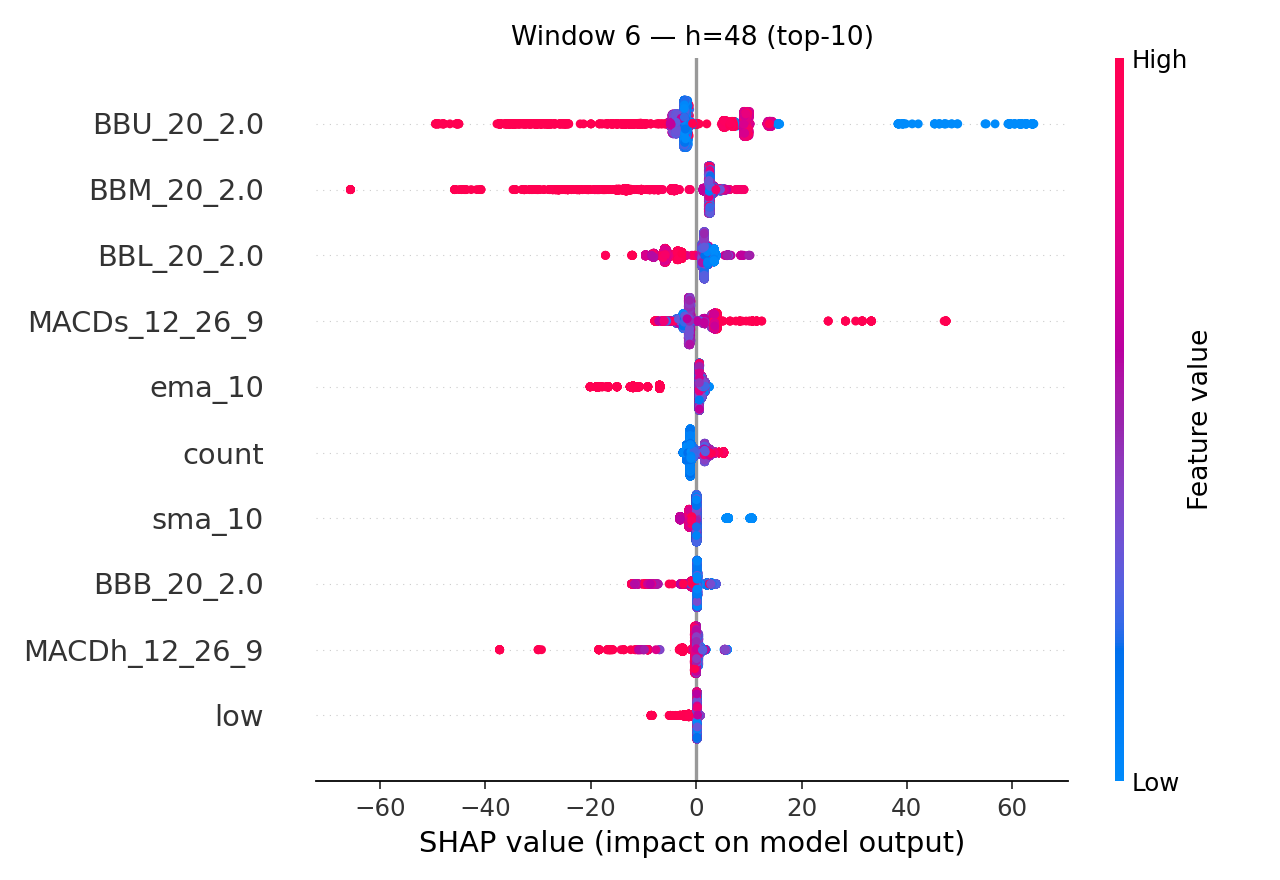 Window 6 — h=48 (top-10)
High
BBU_20_2.0
BBM_20_2.0
BBL_20_2.0
MACDs_12_26_9
ema_10
count
sma_10
BBB_20_2.0
MACDh_12_26_9
low
Feature value
Low
−60 −40 −20 0 20 40 60
SHAP value (impact on model output)